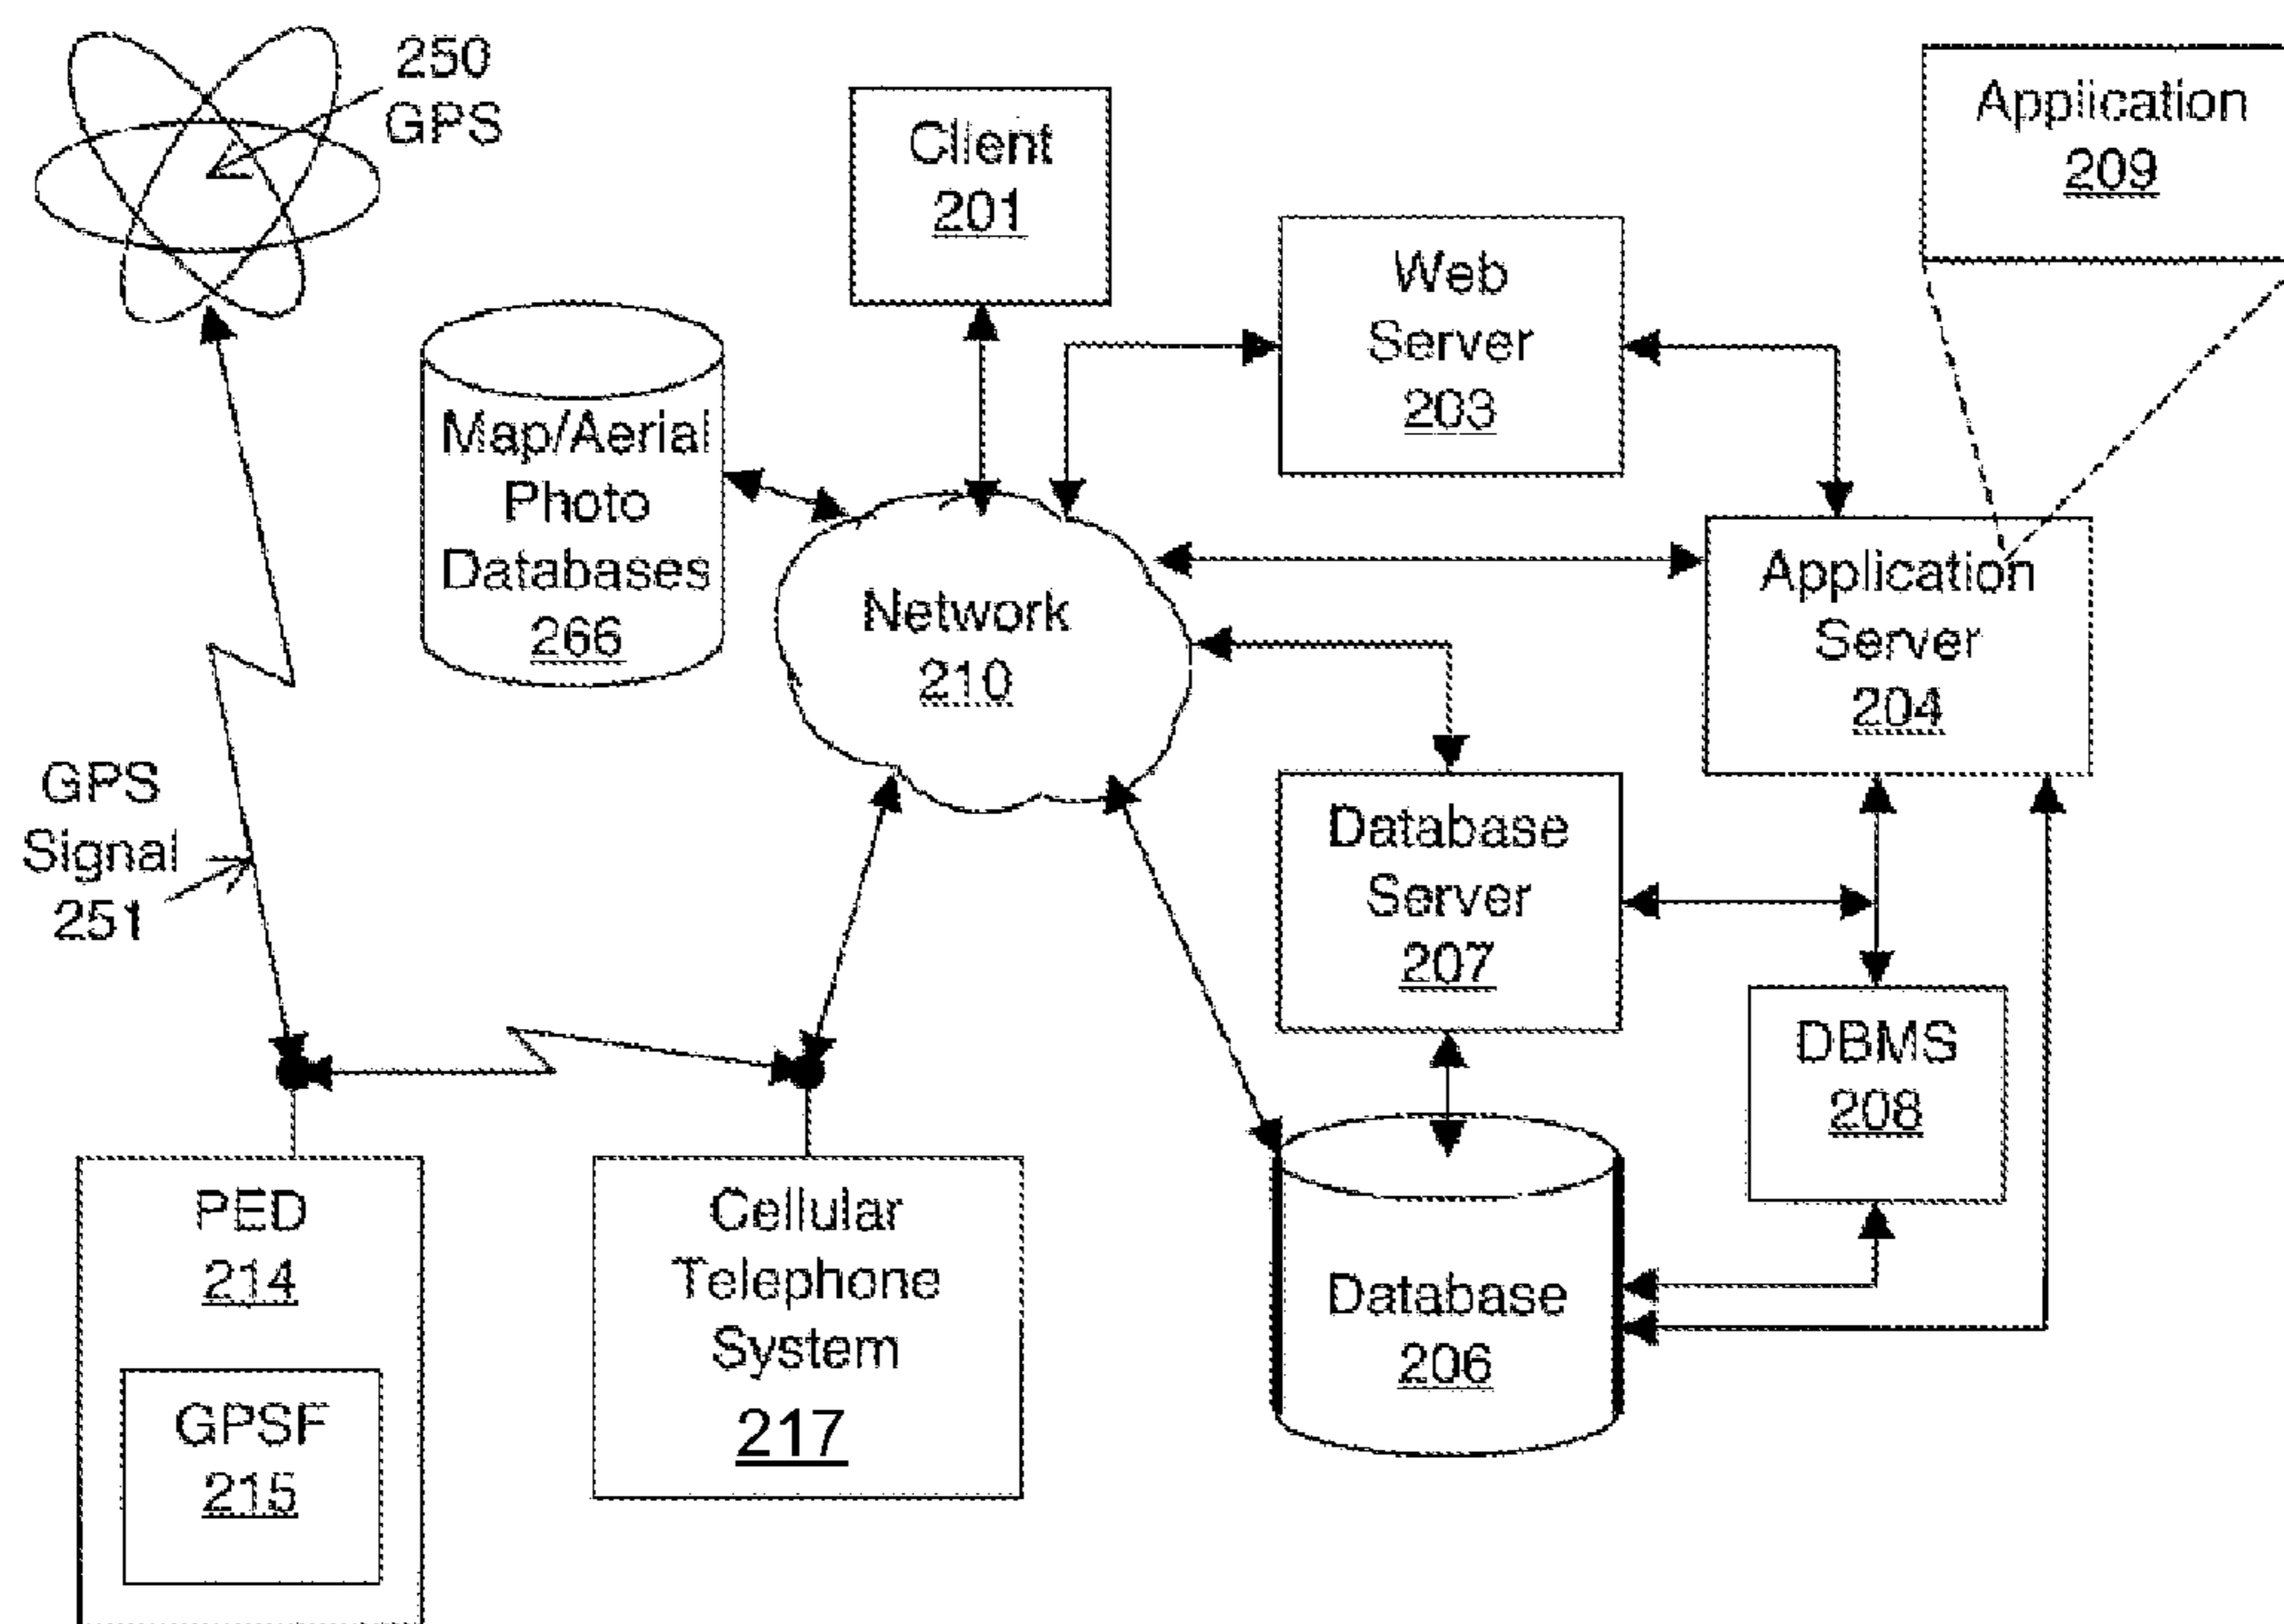 250
GPS
Client
201
Application
209
Web
Server
203
Map/Aerial
Photo
Databases
266
Network
210
Application
Server
204
GPS
Signal
251
Database
Server
207
DBMS
208
PED
214
GPSF
215
Cellular
Telephone
System
217
Database
206